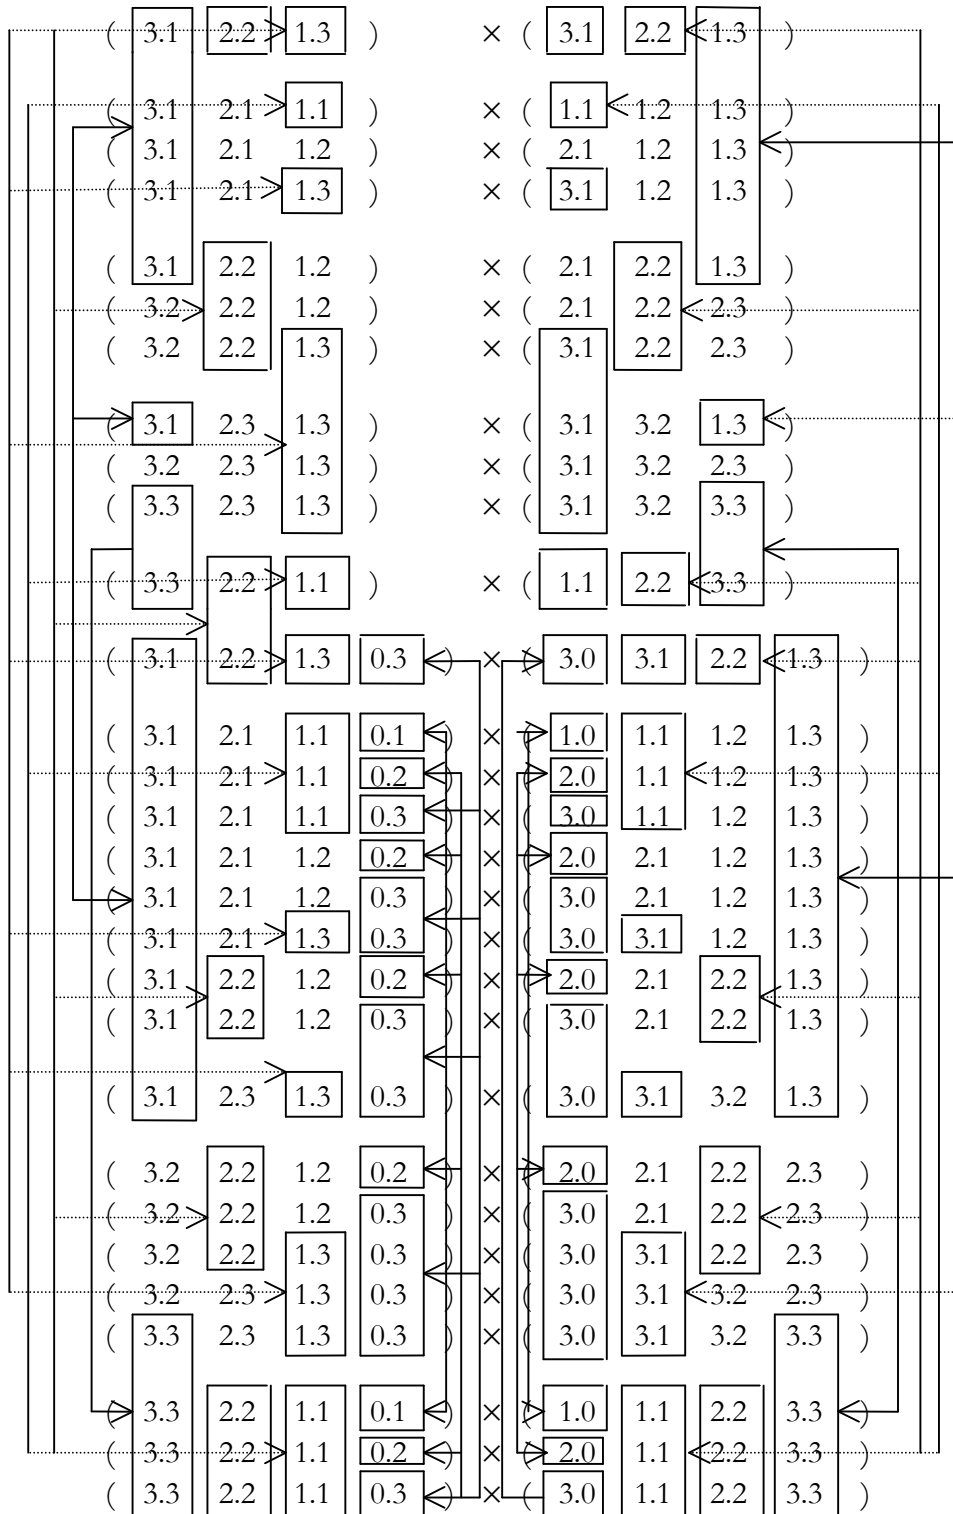 ( 3.1 2.2 1.3 ) × ( 3.1 2.2 1.3 )
( 3.1 2.1 1.1 ) × ( 1.1 1.2 1.3 )
( 3.1 2.1 1.2 ) × ( 2.1 1.2 1.3 )
( 3.1 2.1 1.3 ) × ( 3.1 1.2 1.3 )
( 3.1 2.2 1.2 ) × ( 2.1 2.2 1.3 )
( 3.2 2.2 1.2 ) × ( 2.1 2.2 2.3 )
( 3.2 2.2 1.3 ) × ( 3.1 2.2 2.3 )
( 3.1 2.3 1.3 ) × ( 3.1 3.2 1.3 )
( 3.2 2.3 1.3 ) × ( 3.1 3.2 2.3 )
( 3.3 2.3 1.3 ) × ( 3.1 3.2 3.3 )
( 3.3 2.2 1.1 ) × ( 1.1 2.2 3.3 )
( 3.1 2.2 1.3 0.3 ) × ( 3.0 3.1 2.2 1.3 )
( 3.1 2.1 1.1 0.1 ) × ( 1.0 1.1 1.2 1.3 )
( 3.1 2.1 1.1 0.2 ) × ( 2.0 1.1 1.2 1.3 )
( 3.1 2.1 1.1 0.3 ) × ( 3.0 1.1 1.2 1.3 )
( 3.1 2.1 1.2 0.2 ) × ( 2.0 2.1 1.2 1.3 )
( 3.1 2.1 1.2 0.3 ) × ( 3.0 2.1 1.2 1.3 )
( 3.1 2.1 1.3 0.3 ) × ( 3.0 3.1 1.2 1.3 )
( 3.1 2.2 1.2 0.2 ) × ( 2.0 2.1 2.2 1.3 )
( 3.1 2.2 1.2 0.3 ) × ( 3.0 2.1 2.2 1.3 )
( 3.1 2.3 1.3 0.3 ) × ( 3.0 3.1 3.2 1.3 )
( 3.2 2.2 1.2 0.2 ) × ( 2.0 2.1 2.2 2.3 )
( 3.2 2.2 1.2 0.3 ) × ( 3.0 2.1 2.2 2.3 )
( 3.2 2.2 1.3 0.3 ) × ( 3.0 3.1 2.2 2.3 )
( 3.2 2.3 1.3 0.3 ) × ( 3.0 3.1 3.2 2.3 )
( 3.3 2.3 1.3 0.3 ) × ( 3.0 3.1 3.2 3.3 )
( 3.3 2.2 1.1 0.1 ) × ( 1.0 1.1 2.2 3.3 )
( 3.3 2.2 1.1 0.2 ) × ( 2.0 1.1 2.2 3.3 )
( 3.3 2.2 1.1 0.3 ) × ( 3.0 1.1 2.2 3.3 )